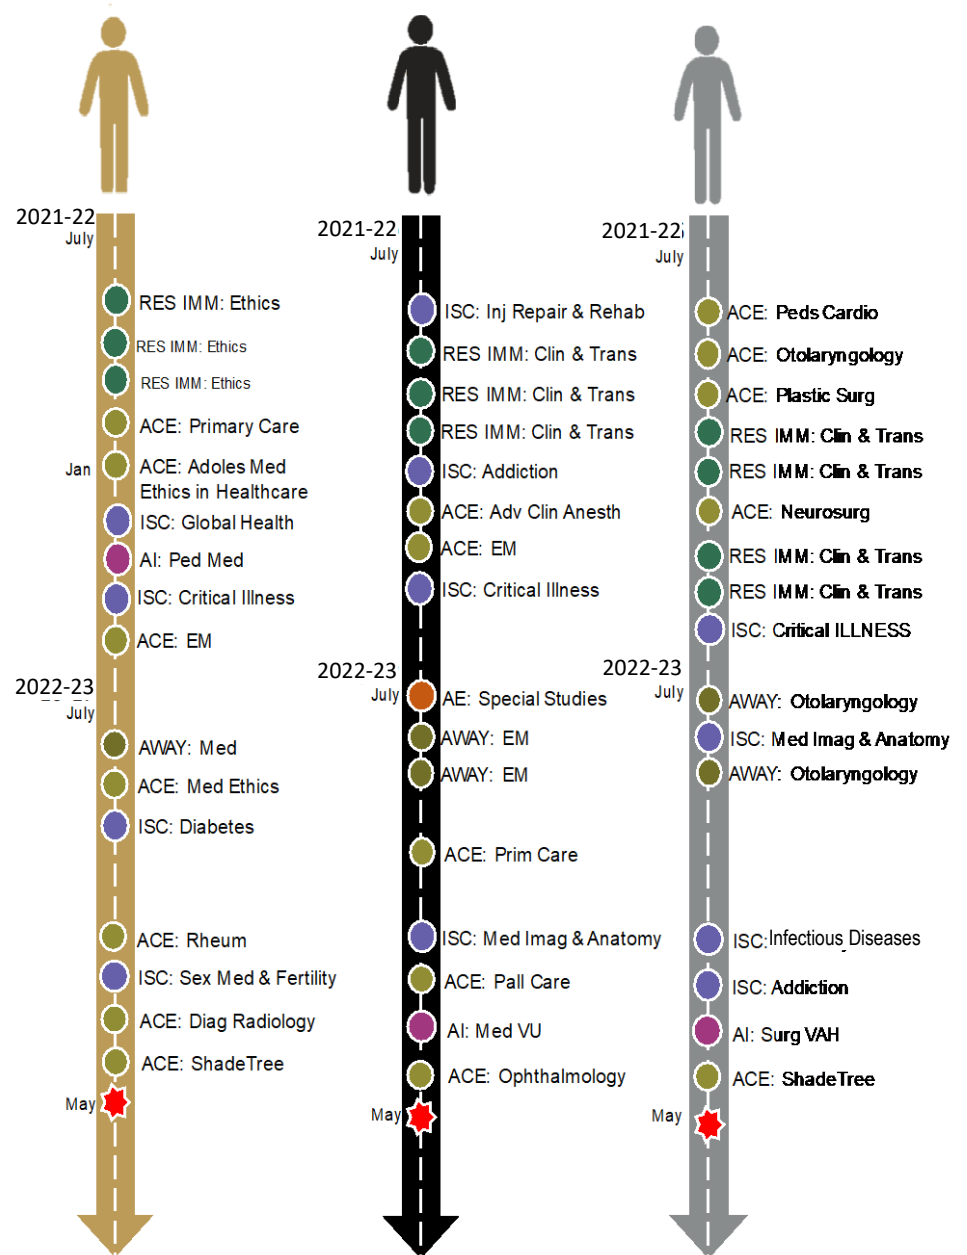 2021-22
July
RES IMM: Ethics
RES IMM: Ethics
RES IMM: Ethics
ACE: Primary Care
Jan
ACE: Adoles Med
Ethics in Healthcare
ISC: Global Health
AI: Ped Med
ISC: Critical Illness
ACE: EM
2022-23
July
AWAY: Med
ACE: Med Ethics
ISC: Diabetes
ACE: Rheum
ISC: Sex Med & Fertility
ACE: Diag Radiology
ACE: ShadeTree
May
2021-22
July
ISC: Inj Repair & Rehab
RES IMM: Clin & Trans
RES IMM: Clin & Trans
RES IMM: Clin & Trans
ISC: Addiction
ACE: Adv Clin Anesth
ACE: EM
ISC: Critical Illness
2022-23
July
AE: Special Studies
AWAY: EM
AWAY: EM
ACE: Prim Care
ISC: Med Imag & Anatomy
ACE: Pall Care
AI: Med VU
ACE: Ophthalmology
May
2021-22
July
ACE: Peds Cardio
ACE: Otolaryngology
ACE: Plastic Surg
RES IMM: Clin & Trans
RES IMM: Clin & Trans
ACE: Neurosurg
RES IMM: Clin & Trans
RES IMM: Clin & Trans
ISC: Critical ILLNESS
2022-23
July
AWAY: Otolaryngology
ISC: Med Imag & Anatomy
AWAY: Otolaryngology
ISC: Infectious Diseases
ISC: Addiction
AI: Surg VAH
ACE: ShadeTree
May